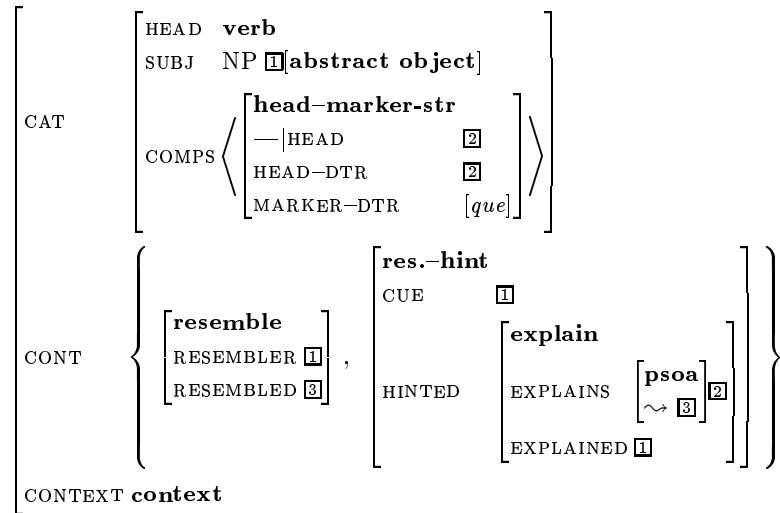 HEAD verb
SUBJ NP 1[abstract object]
head–marker-str
CAT
—|HEAD 2
COMPS
HEAD–DTR 2
MARKER–DTR [que]
res.–hint
CUE 1
resemble
explain
CONT
RESEMBLER 1 ,
psoa
RESEMBLED 3
HINTED
EXPLAINS 2
⤳ 3
EXPLAINED 1
CONTEXT context